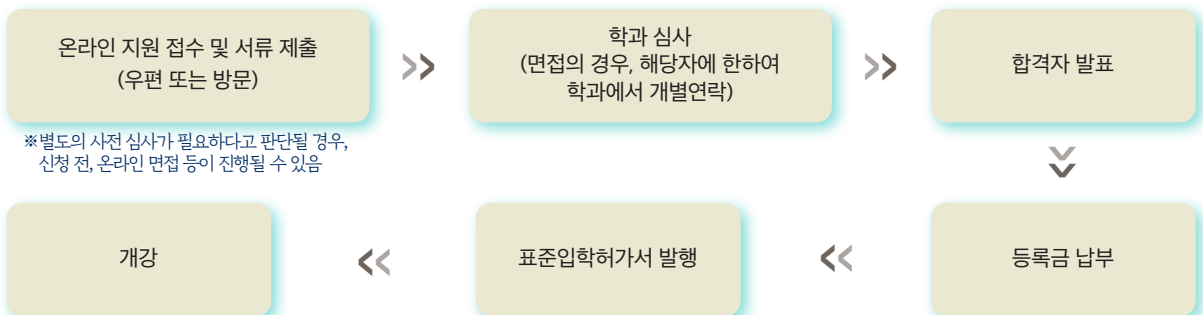 온라인 지원 접수 및 서류 제출
(우편 또는 방문)
※별도의 사전 심사가 필요하다고 판단될 경우,
신청 전, 온라인 면접 등이 진행될 수 있음
학과 심사
(면접의 경우, 해당자에 한하여
학과에서 개별연락)
합격자 발표
등록금 납부
표준입학허가서 발행
개강